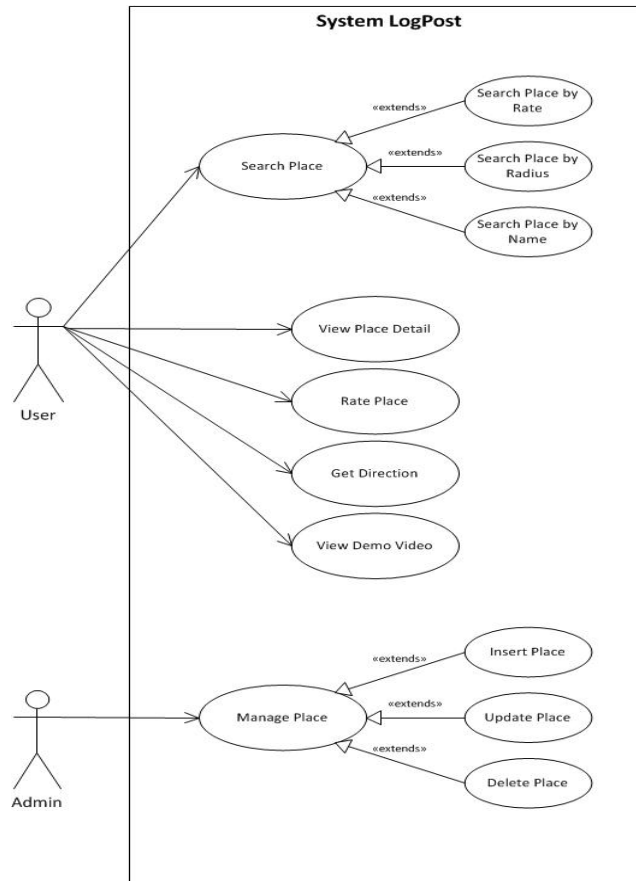 System LogPost
Search Place by
Rate
«extends»
Search Place
«extends»
Search Place by
Radius
«extends»
Search Place by
Name
View Place Detail
Rate Place
User
Get Direction
View Demo Video
Insert Place
«extends»
Manage Place
«extends»
Update Place
«extends»
Delete Place
Admin